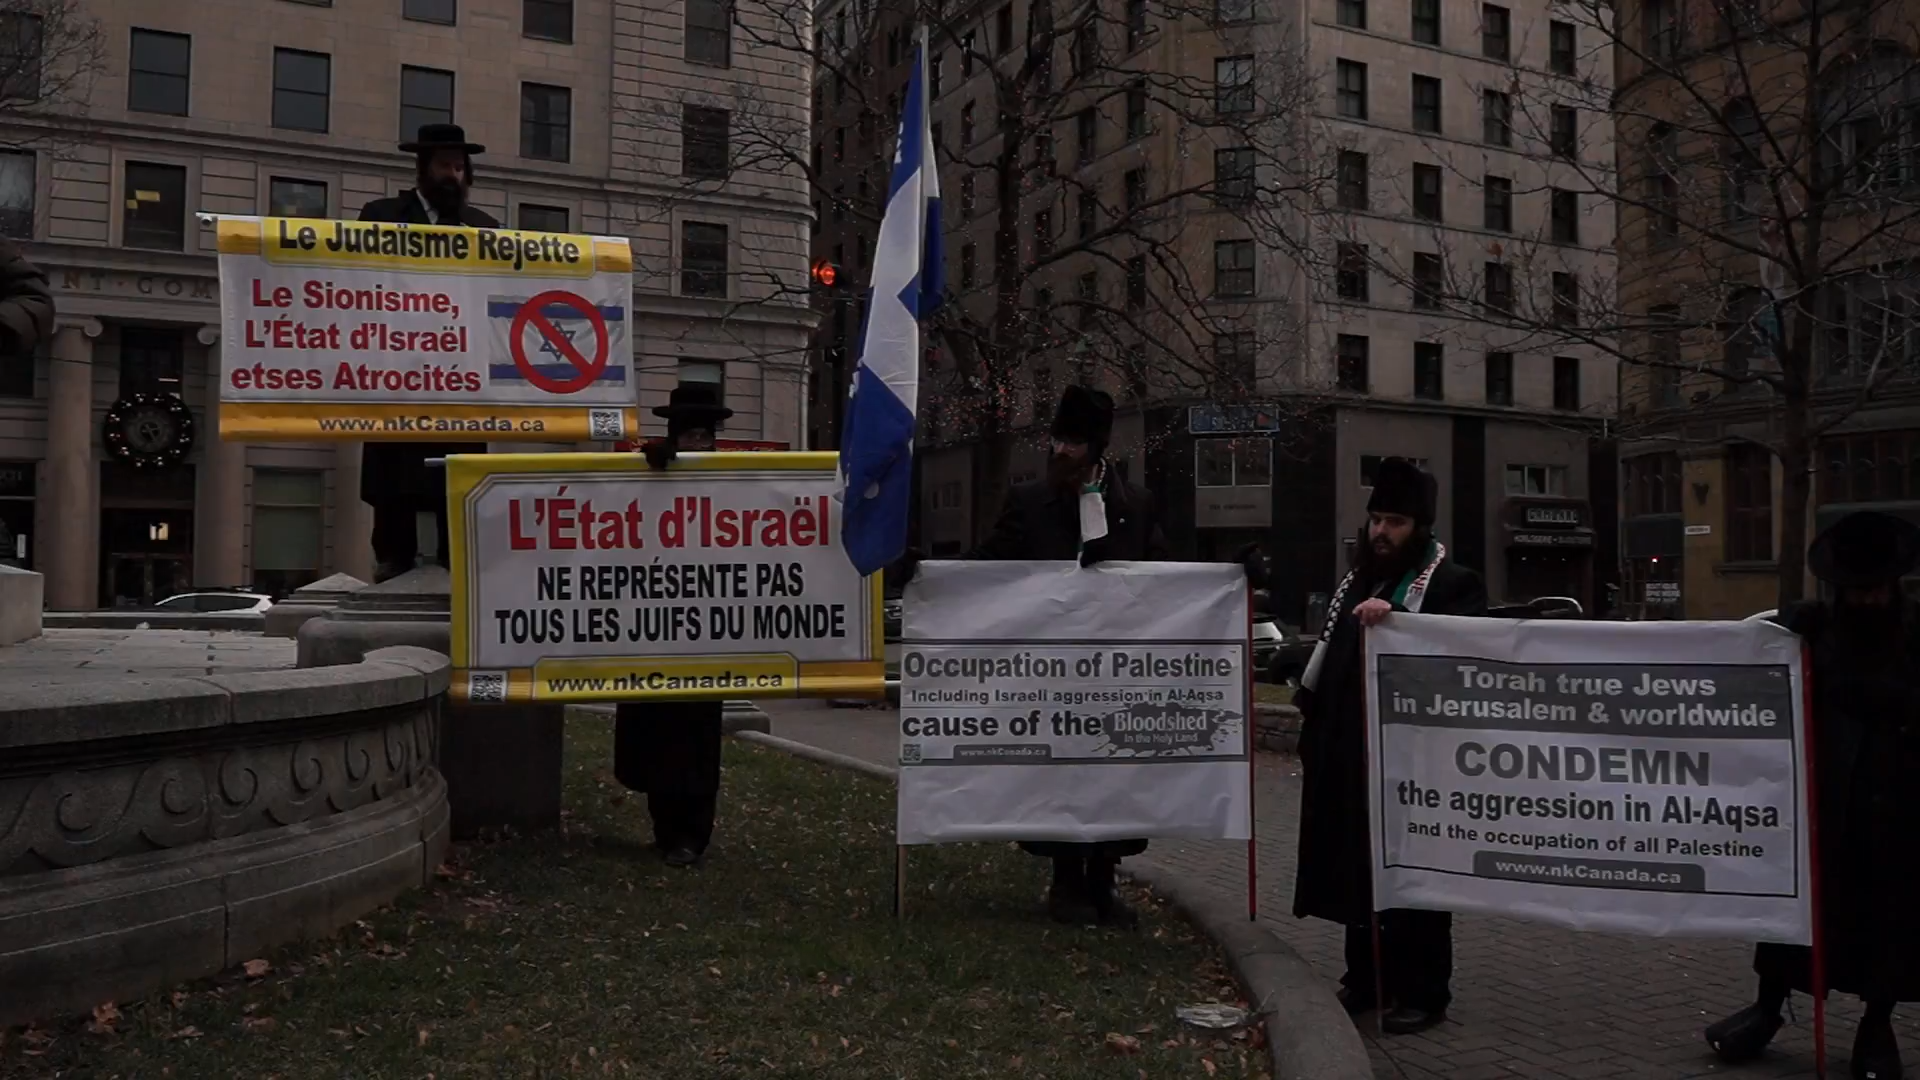 NT·COM
Le Judaïsme Rejette
Le Sionisme,
L'État d'Israël
etses Atrocités
www.nkCanada.ca
L'État d'Israël
NE REPRÉSENTE PAS
TOUS LES JUIFS DU MONDE
www.nkCanada.ca
Occupation of Palestine
Including Israeli aggression in Al-Aqsa
cause of the Bloodshed
In the Holy Land
www.nkCanada.ca
Torah true Jews
in Jerusalem & worldwide
CONDEMN
the aggression in Al-Aqsa
and the occupation of all Palestine
www.nkCanada.ca